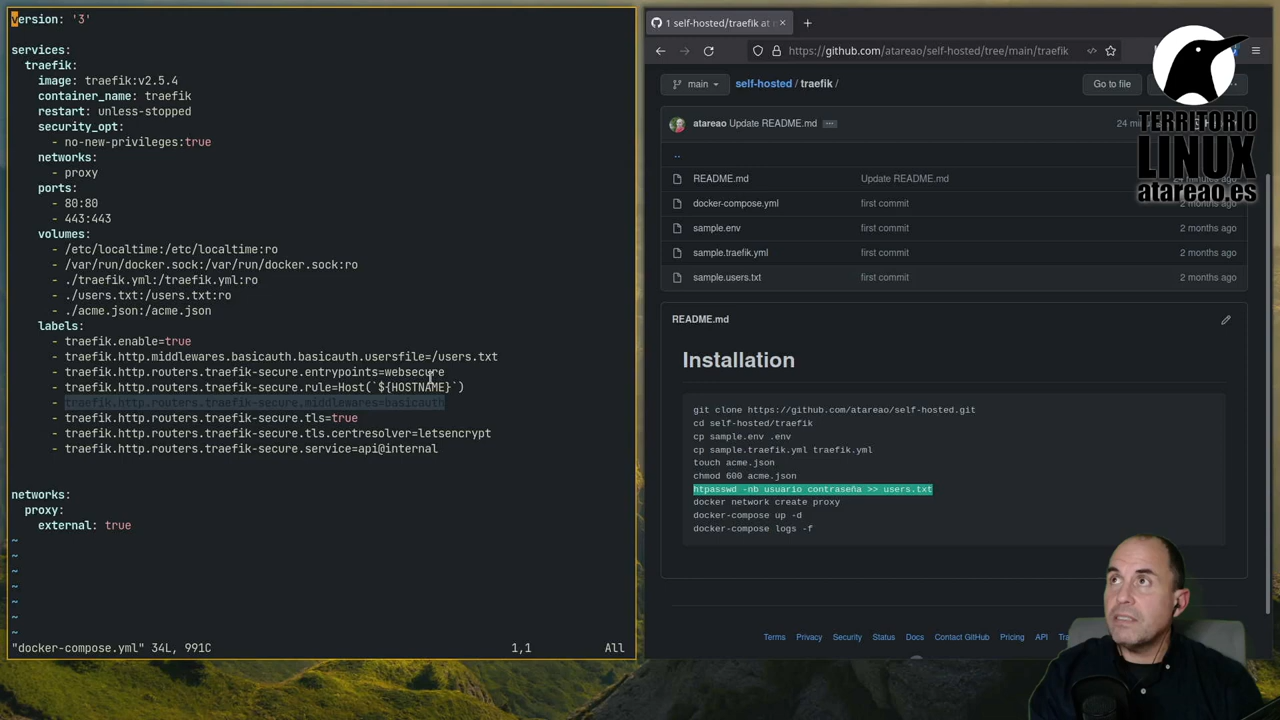 version: '3'
services:
traefik:
image: traefik:v2.5.4
container_name: traefik
restart: unless-stopped
security_opt:
- no-new-privileges:true
networks:
- proxy
ports:
- 80:80
- 443:443
volumes:
- /etc/localtime:/etc/localtime:ro
- /var/run/docker.sock:/var/run/docker.sock:ro
- ./traefik.yml:/traefik.yml:ro
- ./users.txt:/users.txt:ro
- ./acme.json:/acme.json
labels:
- traefik.enable=true
- traefik.http.middlewares.basicauth.basicauth.usersfile=/users.txt
- traefik.http.routers.traefik-secure.entrypoints=websecure
- traefik.http.routers.traefik-secure.rule=Host(`${HOSTNAME}`)
- traefik.http.routers.traefik-secure.middlewares=basicauth
- traefik.http.routers.traefik-secure.tls=true
- traefik.http.routers.traefik-secure.tls.certresolver=letsencrypt
- traefik.http.routers.traefik-secure.service=api@internal
networks:
proxy:
external: true
~
~
~
~
~
~
~
"docker-compose.yml" 34L, 991C 1,1 All
1 self-hosted/traefik at
https://github.com/atareao/self-hosted/tree/main/traefik
main self-hosted / traefik / Go to file
atareao Update README.md 24
..
README.md Update README.md 24 minutes ago
docker-compose.yml first commit 2 months ago
sample.env first commit 2 months ago
sample.traefik.yml first commit 2 months ago
sample.users.txt first commit 2 months ago
TERRITORIO
LINUX
atareao.es
README.md
Installation
git clone https://github.com/atareao/self-hosted.git
cd self-hosted/traefik
cp sample.env .env
cp sample.traefik.yml traefik.yml
touch acme.json
chmod 600 acme.json
htpasswd -nb usuario contraseña >> users.txt
docker network create proxy
docker-compose up -d
docker-compose logs -f
Terms Privacy Security Status Docs Contact GitHub Pricing API